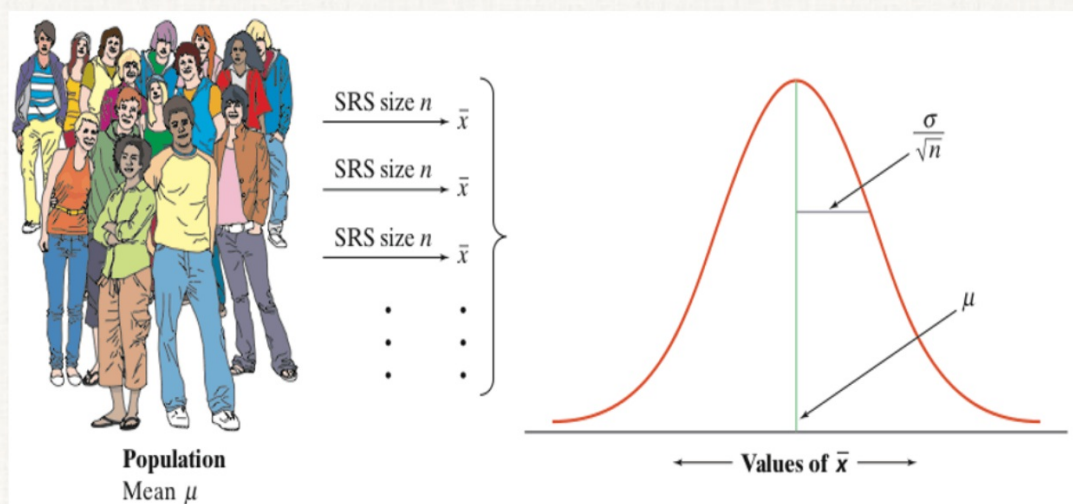 SRS size n
x̄
SRS size n
x̄
SRS size n
x̄
σ
√n
μ
Values of x̄
Population
Mean μ